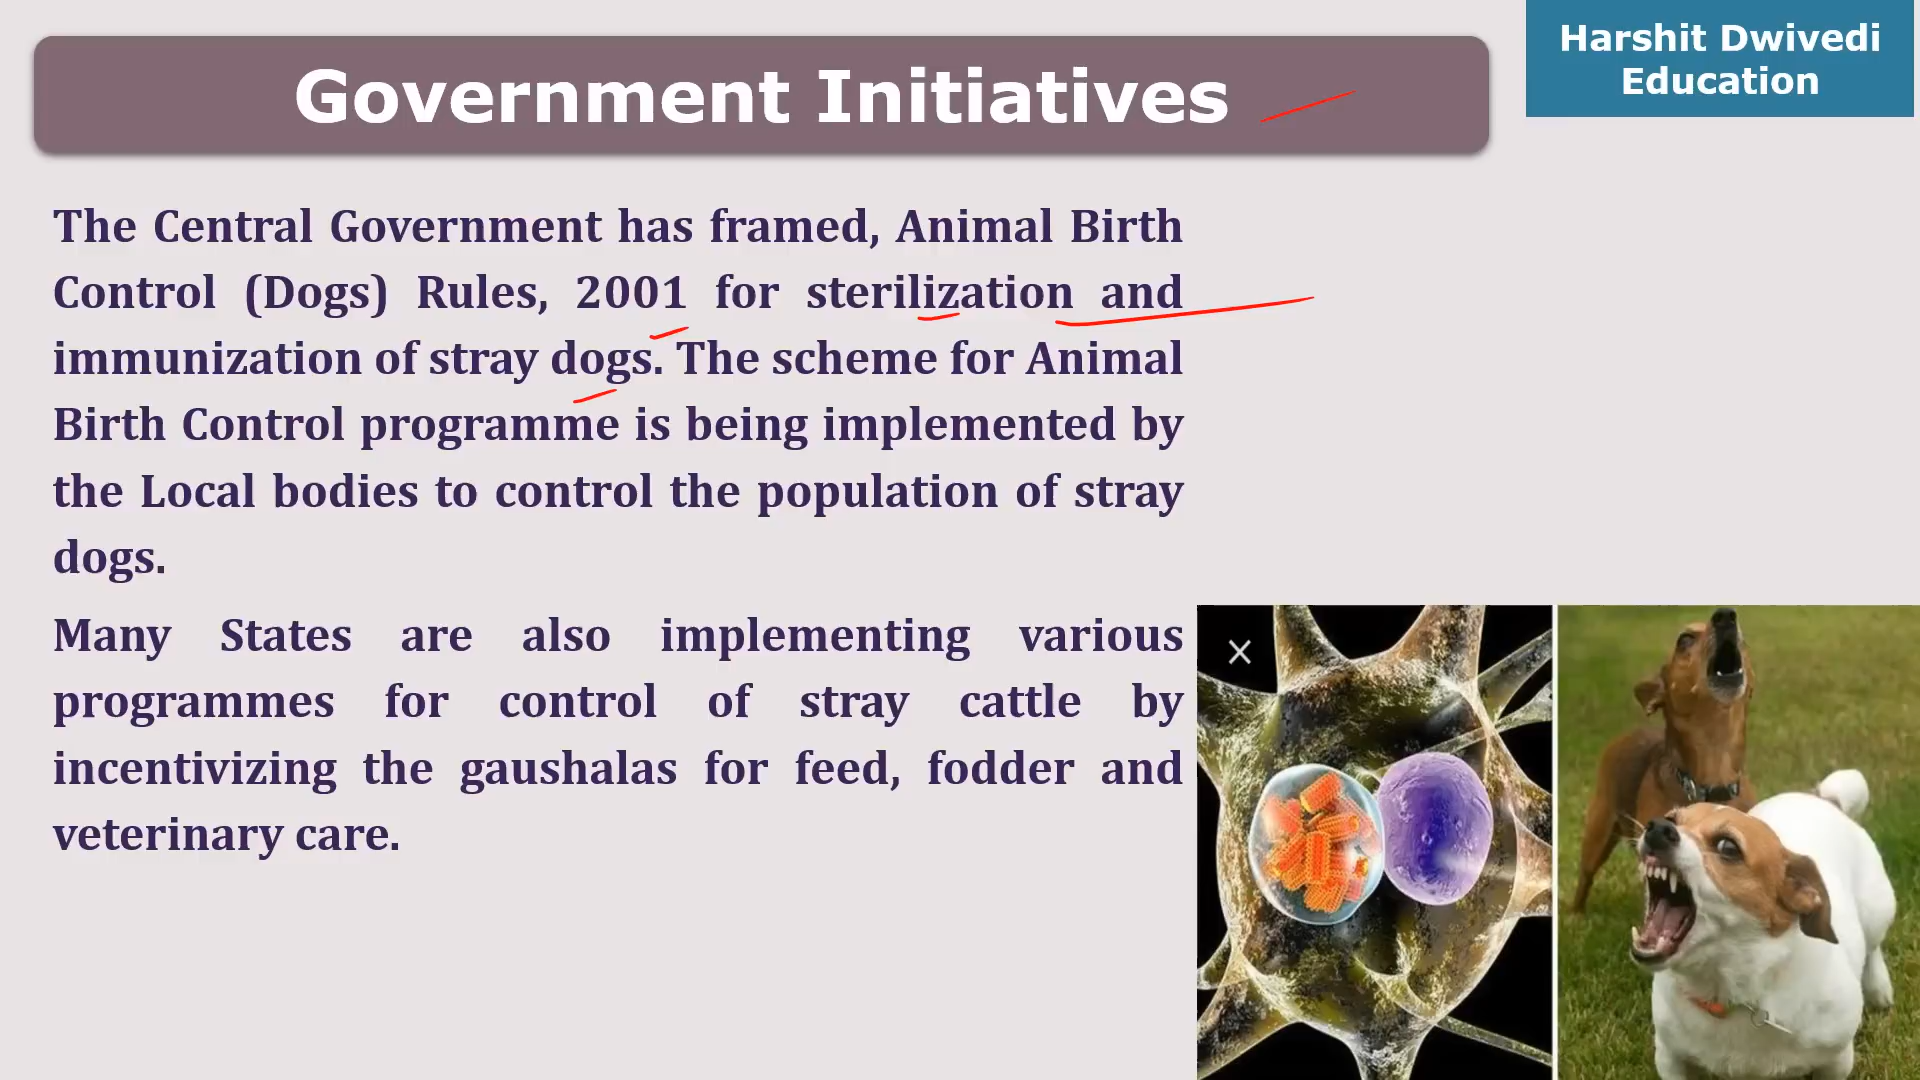 Government Initiatives
Harshit Dwivedi
Education
The Central Government has framed, Animal Birth
Control (Dogs) Rules, 2001 for sterilization and
immunization of stray dogs. The scheme for Animal
Birth Control programme is being implemented by
the Local bodies to control the population of stray
dogs.
Many States are also implementing various
programmes for control of stray cattle by
incentivizing the gaushalas for feed, fodder and
veterinary care.